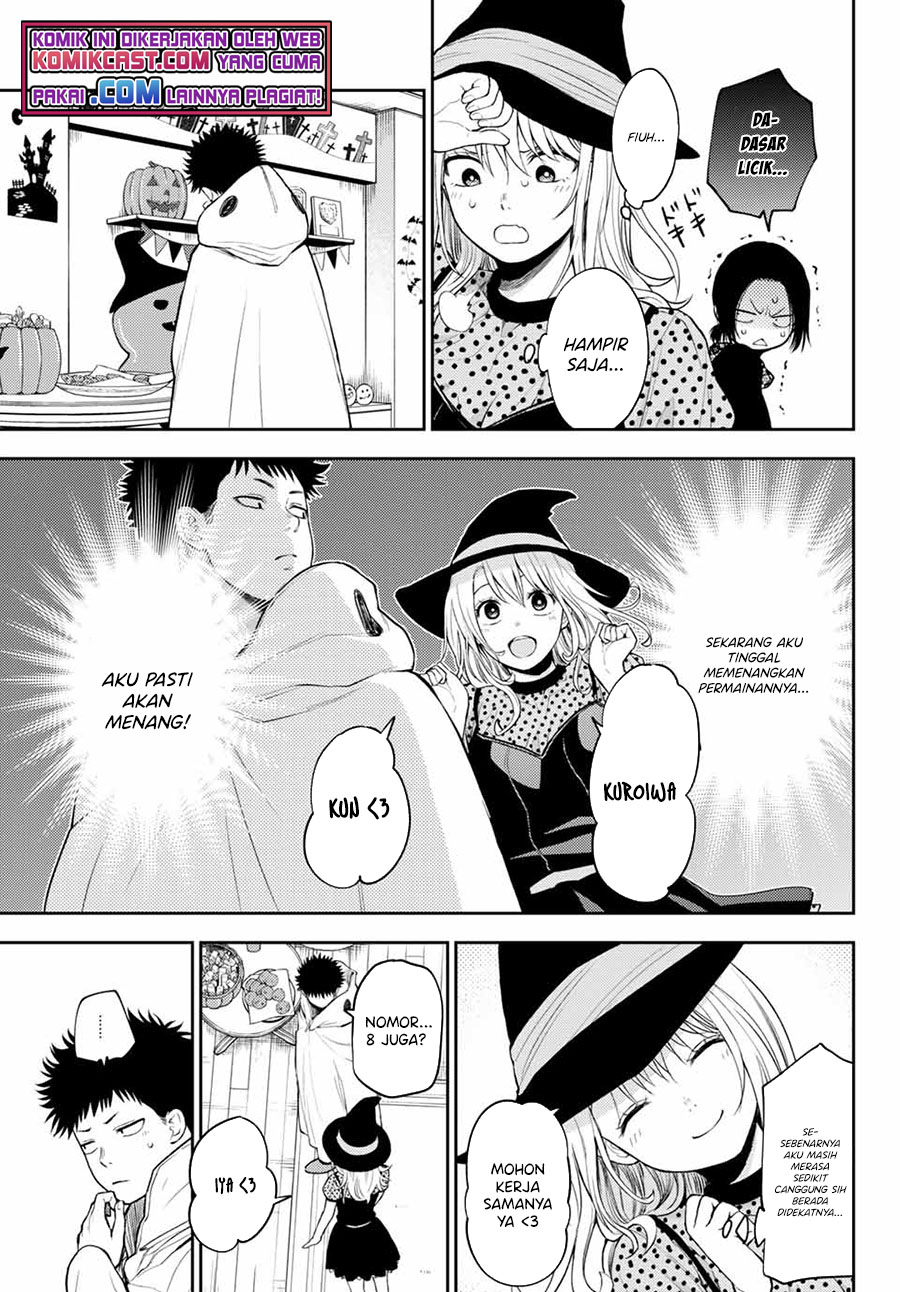 KOMIK INI DIKERJAKAN OLEH WEB
KOMIKCAST.COM YANG CUMA
PAKAI .COM LAINNYA PLAGIAT!
DA-
DASAR
LICIK...
FIUH...
ドキ
ドキ
HAMPIR
SAJA...
SEKARANG AKU
TINGGAL
MEMENANGKAN
PERMAINANNYA...
KUROIWA
KUN <3
AKU PASTI
AKAN
MENANG!
SE-
SEBENARNYA
AKU MASIH
MERASA
SEDIKIT
CANGGUNG SIH
BERADA
DIDEKATNYA...
MOHON
KERJA
SAMANYA
YA <3
NOMOR...
8 JUGA?
IYA <3
......